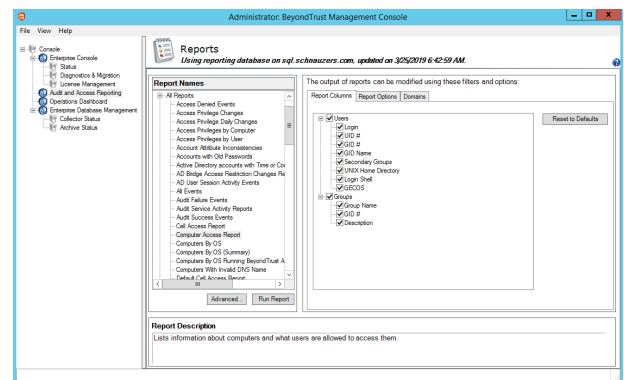 Administrator: BeyondTrust Management Console
File View Help
Console
Enterprise Console
Status
Diagnostics & Migration
License Management
Audit and Access Reporting
Operations Dashboard
Enterprise Database Management
Collector Status
Archive Status
Reports
Using reporting database on sql.schnauzers.com, updated on 3/25/2019 6:42:59 AM.
Report Names
All Reports
Access Denied Events
Access Privilege Changes
Access Privilege Daily Changes
Access Privileges by Computer
Access Privileges by User
Account Attribute Inconsistencies
Accounts with Old Passwords
Active Directory accounts with Time or Cor
AD Bridge Access Restriction Changes Re
AD User Session Activity Events
All Events
Audit Failure Events
Audit Service Activity Reports
Audit Success Events
Cell Access Report
Computer Access Report
Computers By OS
Computers By OS (Summary)
Computers By OS Running BeyondTrust A
Computers With Invalid DNS Name
Default Cell Access Report
Advanced... Run Report
The output of reports can be modified using these filters and options:
Report Columns Report Options Domains
Users
Login
UID #
GID #
GID Name
Secondary Groups
UNIX Home Directory
Login Shell
GECOS
Groups
Group Name
GID #
Description
Reset to Defaults
Report Description
Lists information about computers and what users are allowed to access them.